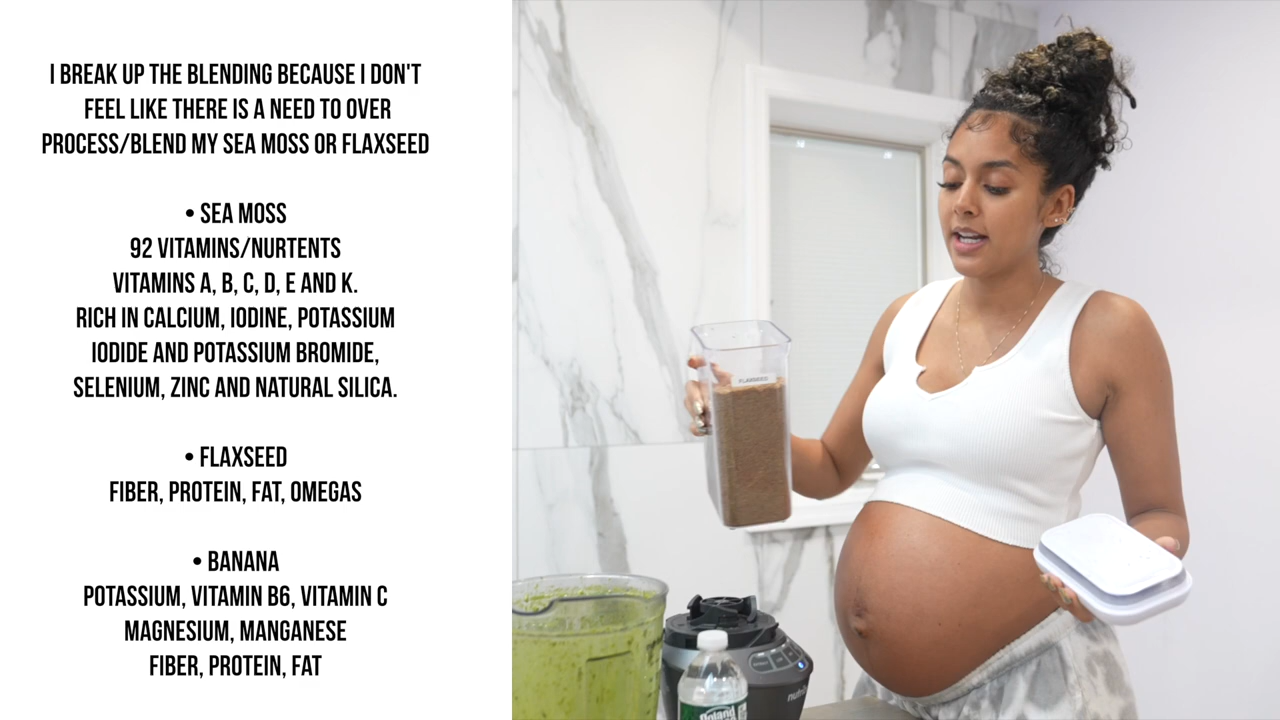 I BREAK UP THE BLENDING BECAUSE I DON'T
FEEL LIKE THERE IS A NEED TO OVER
PROCESS/BLEND MY SEA MOSS OR FLAXSEED
• SEA MOSS
92 VITAMINS/NURTENTS
VITAMINS A, B, C, D, E AND K.
RICH IN CALCIUM, IODINE, POTASSIUM
IODIDE AND POTASSIUM BROMIDE,
SELENIUM, ZINC AND NATURAL SILICA.
• FLAXSEED
FIBER, PROTEIN, FAT, OMEGAS
• BANANA
POTASSIUM, VITAMIN B6, VITAMIN C
MAGNESIUM, MANGANESE
FIBER, PROTEIN, FAT
FLAXSEED
Poland